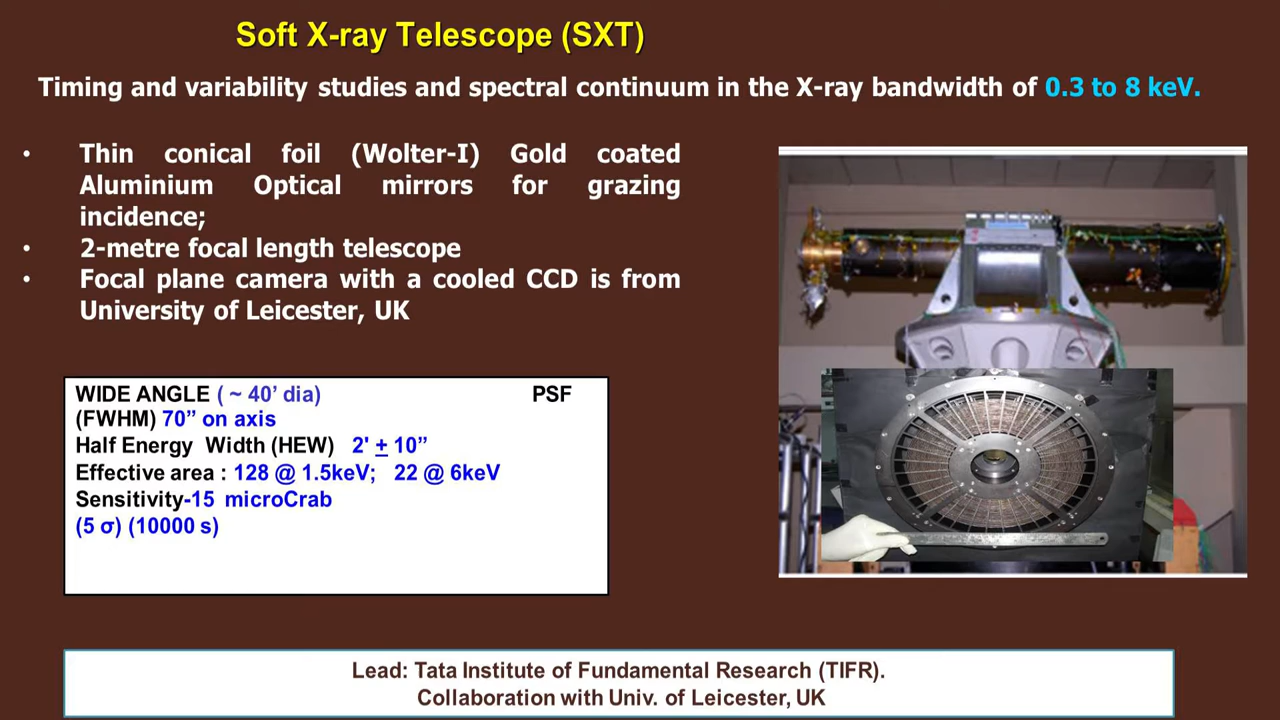 Soft X-ray Telescope (SXT)
Timing and variability studies and spectral continuum in the X-ray bandwidth of 0.3 to 8 keV.
• Thin conical foil (Wolter-I) Gold coated
Aluminium Optical mirrors for grazing
incidence;
• 2-metre focal length telescope
• Focal plane camera with a cooled CCD is from
University of Leicester, UK
WIDE ANGLE ( ~ 40’ dia) PSF
(FWHM) 70” on axis
Half Energy Width (HEW) 2' ± 10”
Effective area : 128 @ 1.5keV; 22 @ 6keV
Sensitivity-15 microCrab
(5 σ) (10000 s)
Lead: Tata Institute of Fundamental Research (TIFR).
Collaboration with Univ. of Leicester, UK